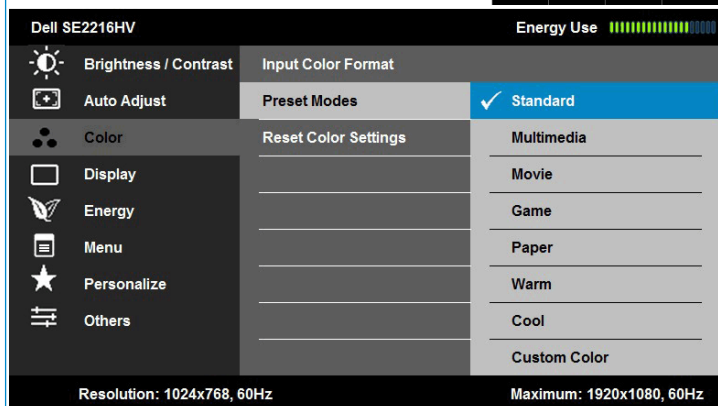 Dell SE2216HV Energy Use
Brightness / Contrast Input Color Format
Auto Adjust Preset Modes Standard
Color Reset Color Settings Multimedia
Display Movie
Energy Game
Menu Paper
Personalize Warm
Others Cool
Custom Color
Resolution: 1024x768, 60Hz Maximum: 1920x1080, 60Hz